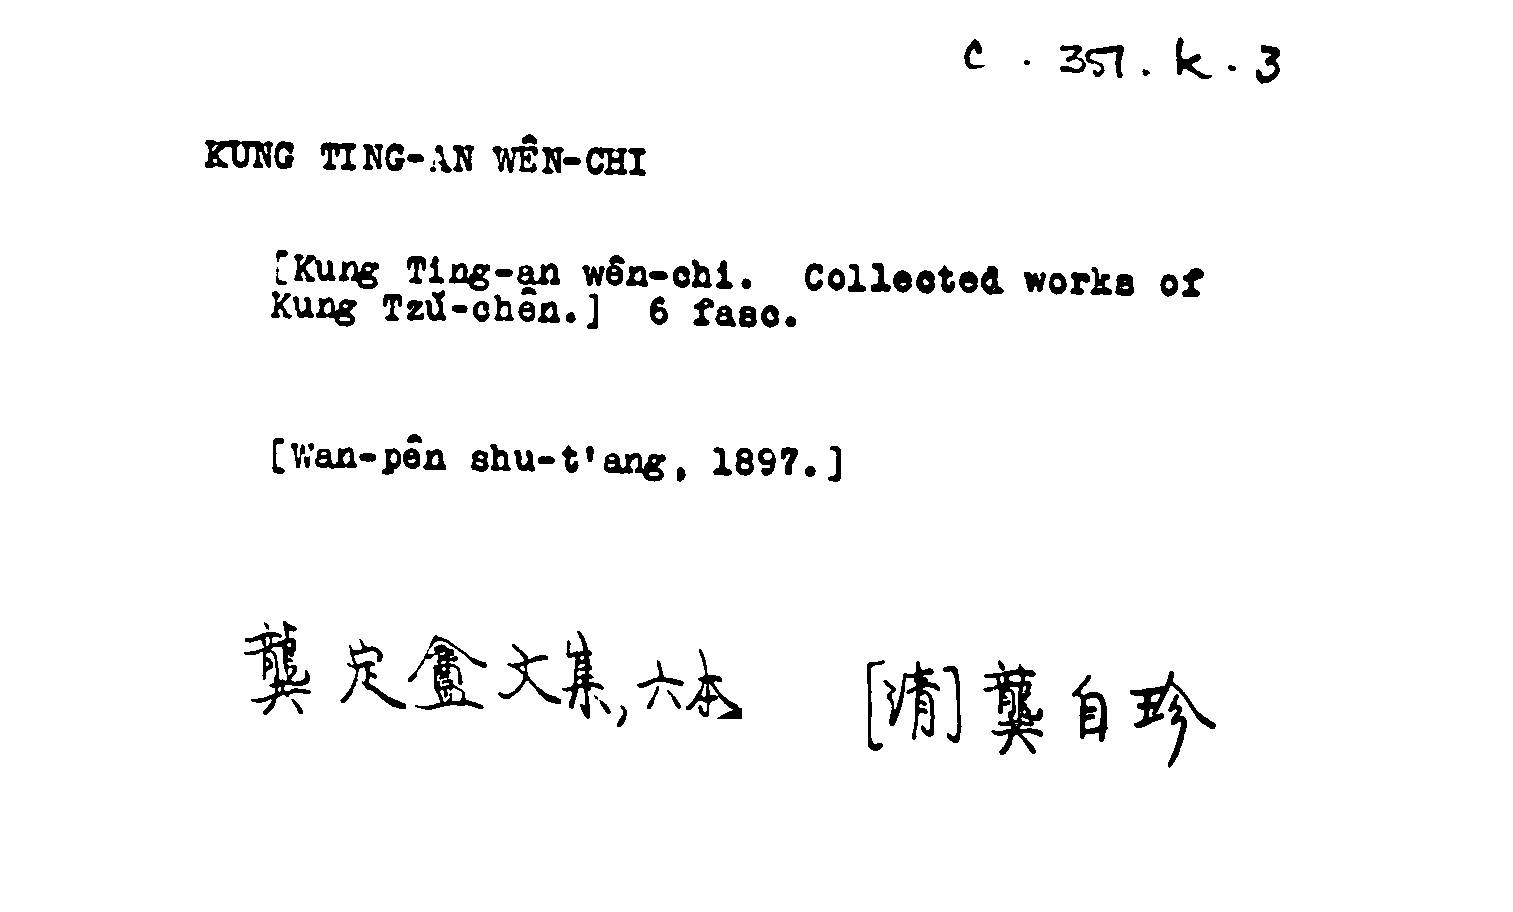 C . 357. k . 3
KUNG TING-AN WÊN-CHI
[Kung Ting-an wên-chi. Collected works of
Kung Tzŭ-chên.] 6 fasc.
[Wan-pên shu-t'ang, 1897.]
龔定盦文集, 六本 [清] 龔自珍